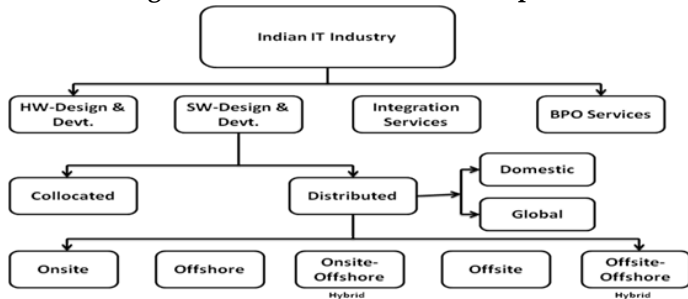 Indian IT Industry
HW-Design &
Devt.
SW-Design &
Devt.
Integration
Services
BPO Services
Collocated
Distributed
Domestic
Global
Onsite
Offshore
Onsite-
Offshore
Hybrid
Offsite
Offsite-
Offshore
Hybrid